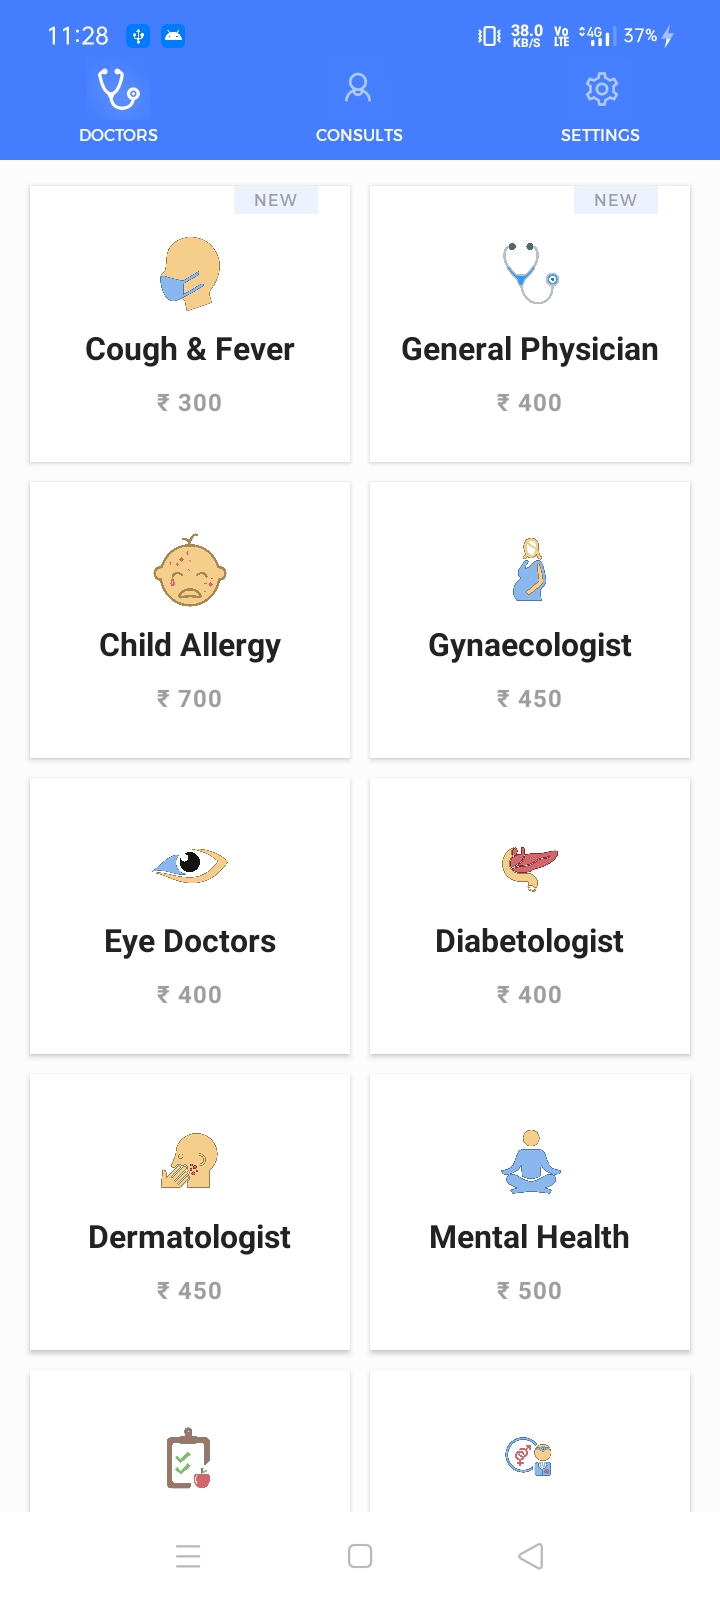 11:28 38.0 KB/S Vo LTE 4G 37%
DOCTORS CONSULTS SETTINGS
NEW NEW
Cough & Fever General Physician
₹ 300 ₹ 400
Child Allergy Gynaecologist
₹ 700 ₹ 450
Eye Doctors Diabetologist
₹ 400 ₹ 400
Dermatologist Mental Health
₹ 450 ₹ 500